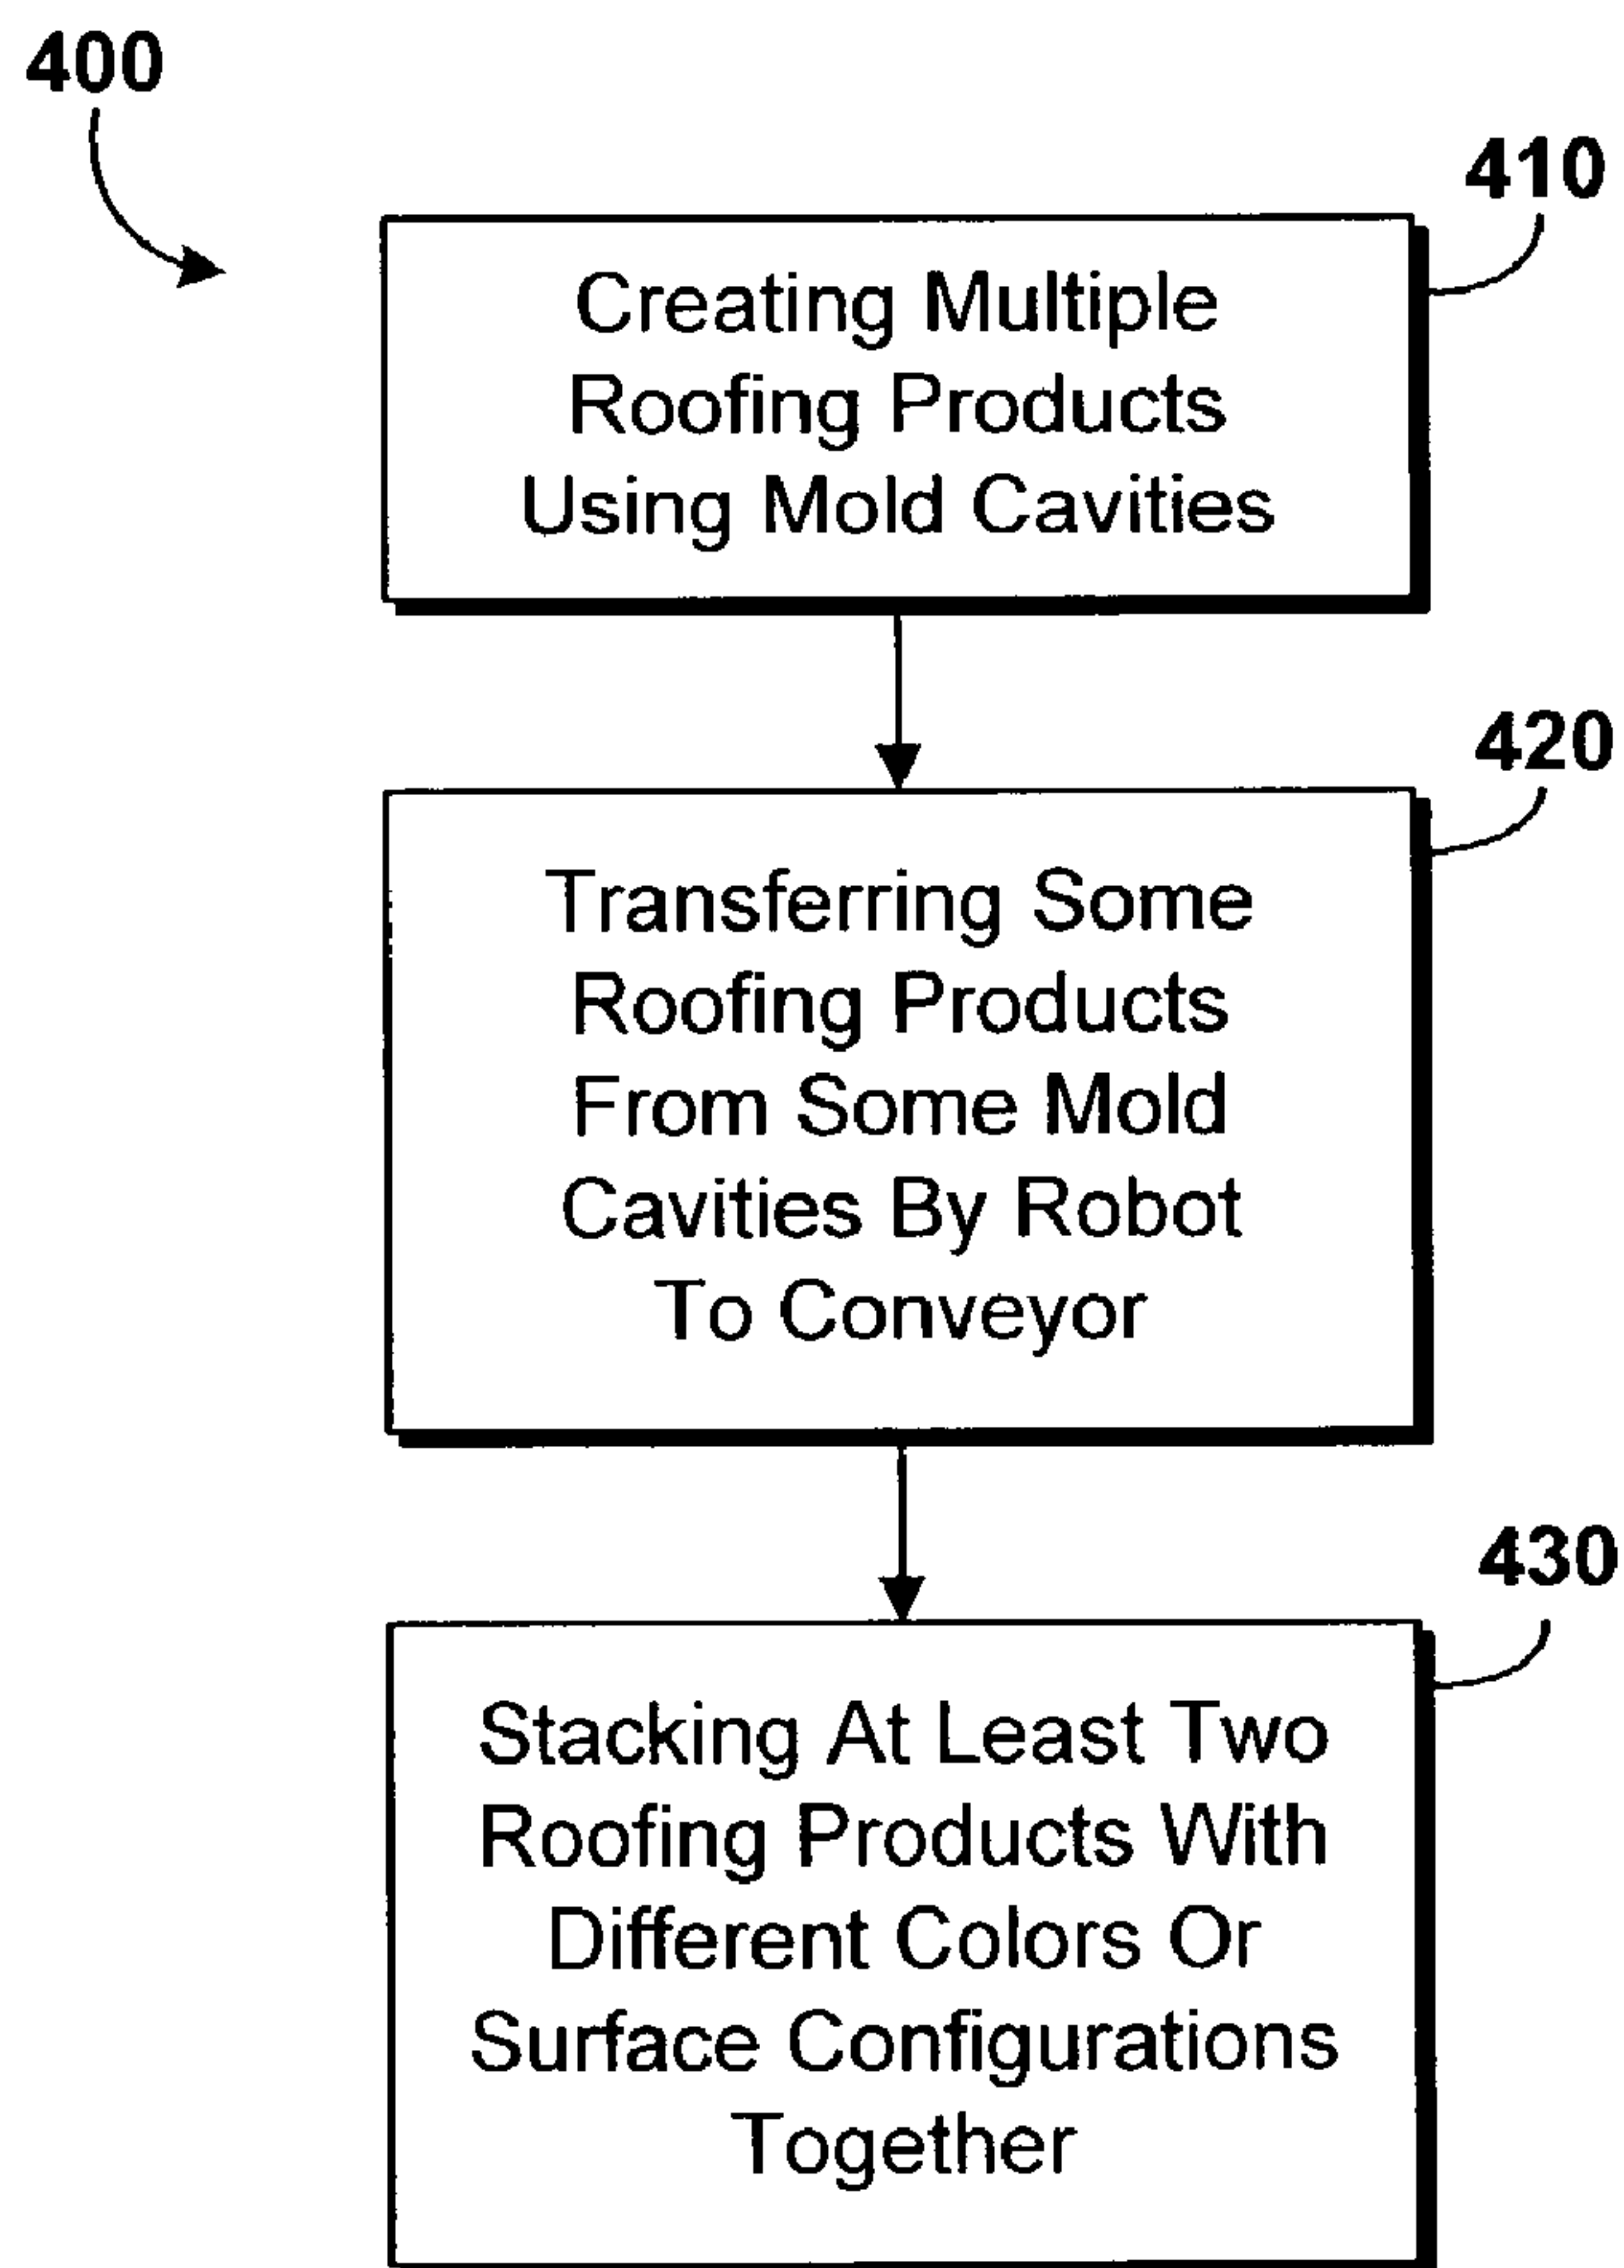 400
410
Creating Multiple
Roofing Products
Using Mold Cavities
420
Transferring Some
Roofing Products
From Some Mold
Cavities By Robot
To Conveyor
430
Stacking At Least Two
Roofing Products With
Different Colors Or
Surface Configurations
Together